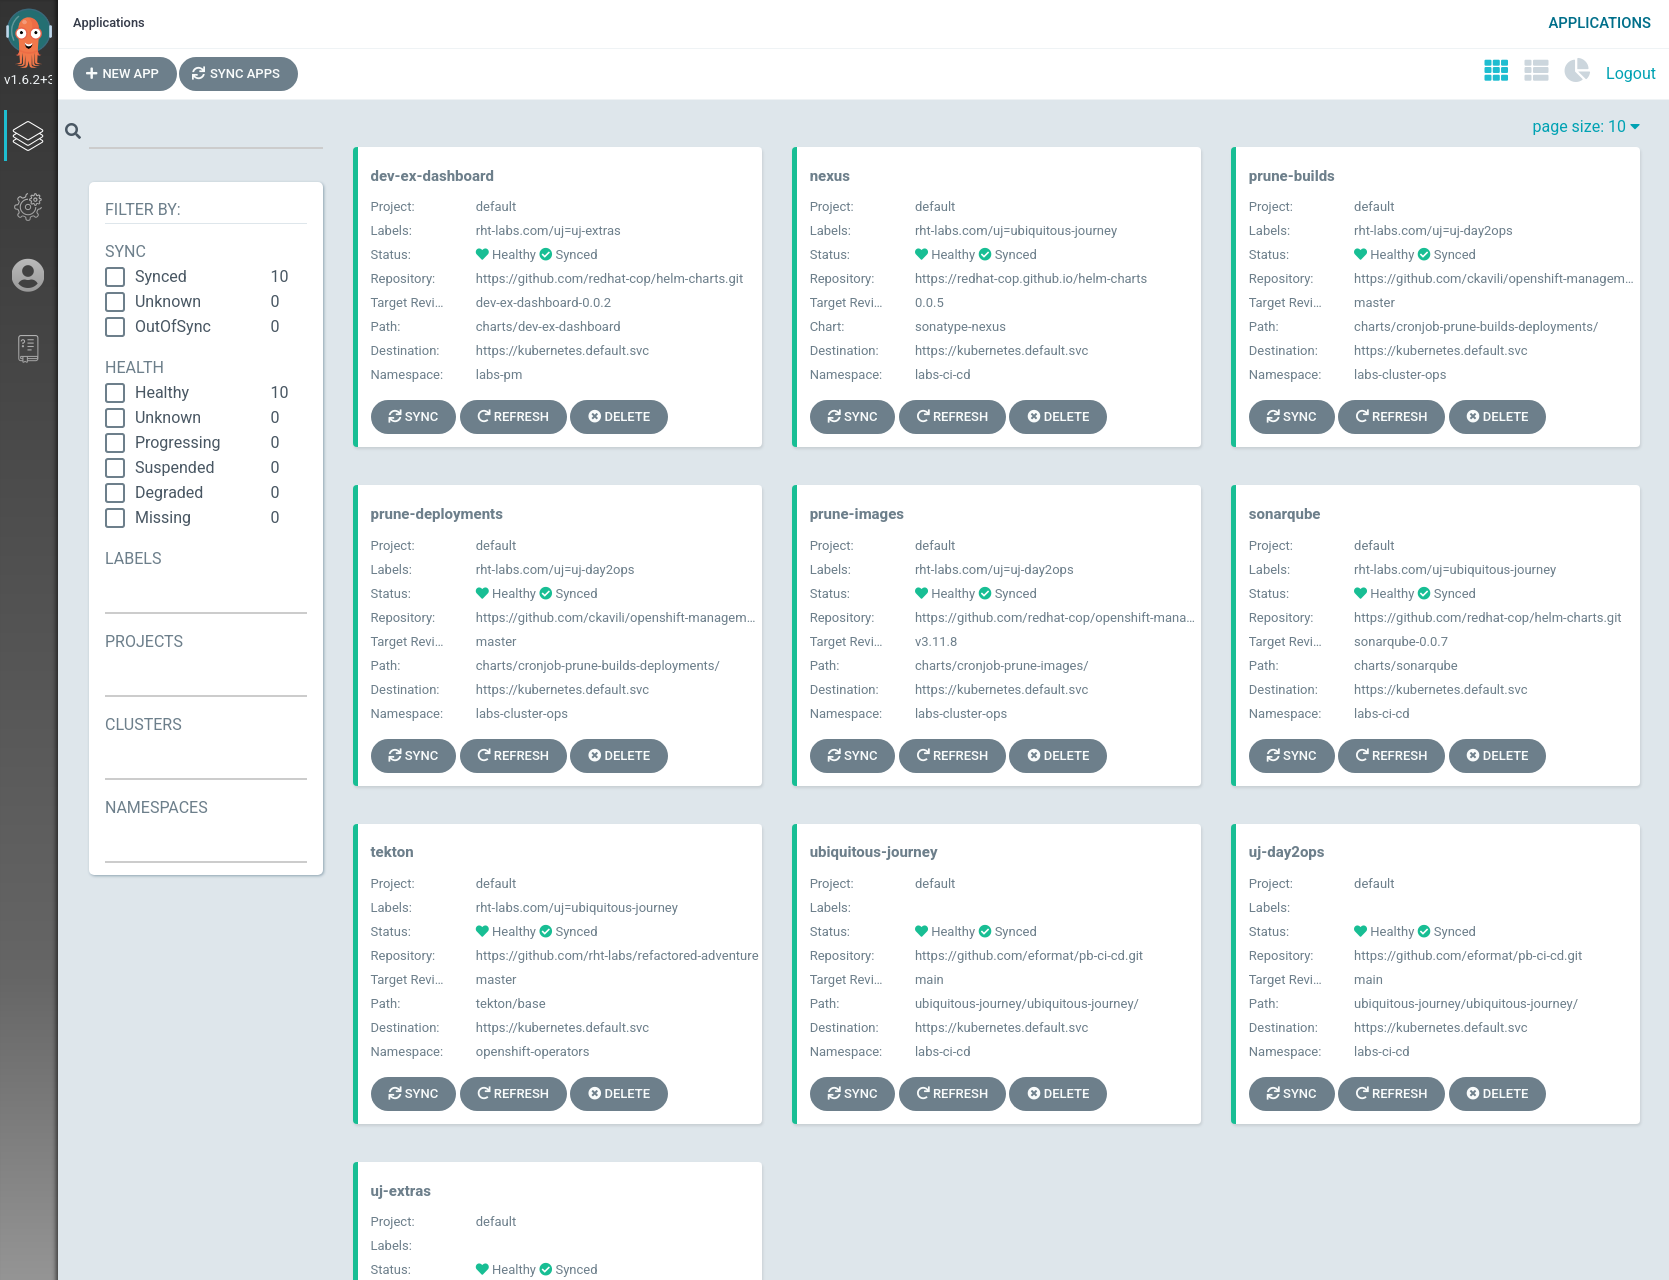 v1.6.2+3
Applications
APPLICATIONS
NEW APP
SYNC APPS
Logout
page size: 10
FILTER BY:
SYNC
Synced 10
Unknown 0
OutOfSync 0
HEALTH
Healthy 10
Unknown 0
Progressing 0
Suspended 0
Degraded 0
Missing 0
LABELS
PROJECTS
CLUSTERS
NAMESPACES
dev-ex-dashboard
Project: default
Labels: rht-labs.com/uj=uj-extras
Status: Healthy Synced
Repository: https://github.com/redhat-cop/helm-charts.git
Target Revi... dev-ex-dashboard-0.0.2
Path: charts/dev-ex-dashboard
Destination: https://kubernetes.default.svc
Namespace: labs-pm
SYNC REFRESH DELETE
nexus
Project: default
Labels: rht-labs.com/uj=ubiquitous-journey
Status: Healthy Synced
Repository: https://redhat-cop.github.io/helm-charts
Target Revi... 0.0.5
Chart: sonatype-nexus
Destination: https://kubernetes.default.svc
Namespace: labs-ci-cd
SYNC REFRESH DELETE
prune-builds
Project: default
Labels: rht-labs.com/uj=uj-day2ops
Status: Healthy Synced
Repository: https://github.com/ckavili/openshift-managem...
Target Revi... master
Path: charts/cronjob-prune-builds-deployments/
Destination: https://kubernetes.default.svc
Namespace: labs-cluster-ops
SYNC REFRESH DELETE
prune-deployments
Project: default
Labels: rht-labs.com/uj=uj-day2ops
Status: Healthy Synced
Repository: https://github.com/ckavili/openshift-managem...
Target Revi... master
Path: charts/cronjob-prune-builds-deployments/
Destination: https://kubernetes.default.svc
Namespace: labs-cluster-ops
SYNC REFRESH DELETE
prune-images
Project: default
Labels: rht-labs.com/uj=uj-day2ops
Status: Healthy Synced
Repository: https://github.com/redhat-cop/openshift-mana...
Target Revi... v3.11.8
Path: charts/cronjob-prune-images/
Destination: https://kubernetes.default.svc
Namespace: labs-cluster-ops
SYNC REFRESH DELETE
sonarqube
Project: default
Labels: rht-labs.com/uj=ubiquitous-journey
Status: Healthy Synced
Repository: https://github.com/redhat-cop/helm-charts.git
Target Revi... sonarqube-0.0.7
Path: charts/sonarqube
Destination: https://kubernetes.default.svc
Namespace: labs-ci-cd
SYNC REFRESH DELETE
tekton
Project: default
Labels: rht-labs.com/uj=ubiquitous-journey
Status: Healthy Synced
Repository: https://github.com/rht-labs/refactored-adventure
Target Revi... master
Path: tekton/base
Destination: https://kubernetes.default.svc
Namespace: openshift-operators
SYNC REFRESH DELETE
ubiquitous-journey
Project: default
Labels:
Status: Healthy Synced
Repository: https://github.com/eformat/pb-ci-cd.git
Target Revi... main
Path: ubiquitous-journey/ubiquitous-journey/
Destination: https://kubernetes.default.svc
Namespace: labs-ci-cd
SYNC REFRESH DELETE
uj-day2ops
Project: default
Labels:
Status: Healthy Synced
Repository: https://github.com/eformat/pb-ci-cd.git
Target Revi... main
Path: ubiquitous-journey/ubiquitous-journey/
Destination: https://kubernetes.default.svc
Namespace: labs-ci-cd
SYNC REFRESH DELETE
uj-extras
Project: default
Labels:
Status: Healthy Synced